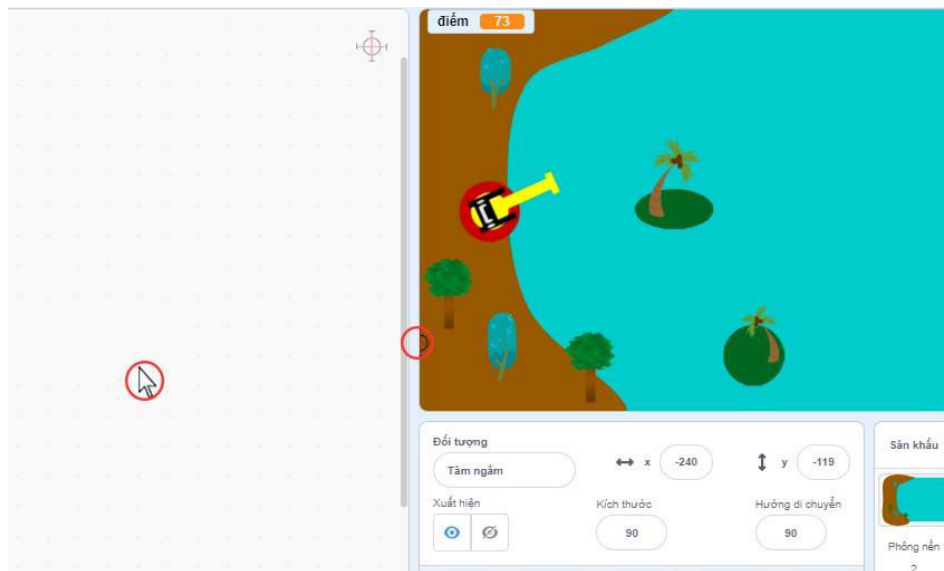 điểm 73
Đối tượng
Tâm ngắm
x -240
y -119
Xuất hiện
Kích thước
90
Hướng di chuyển
90
Sân khấu
Phông nền
2